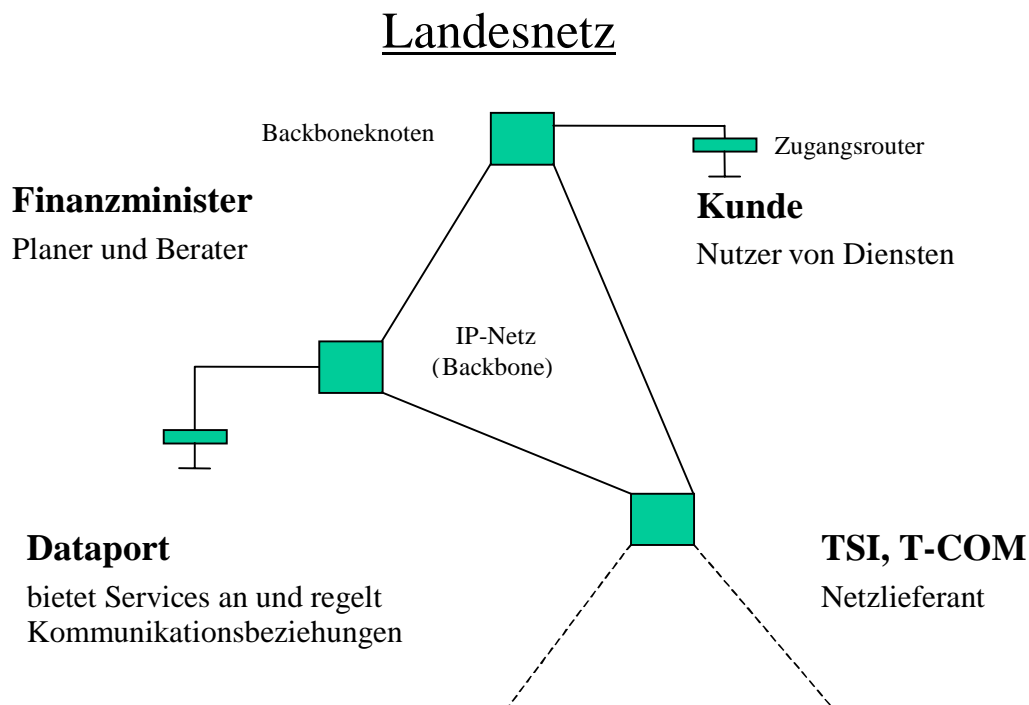 Landesnetz
Backboneknoten
Zugangsrouter
Finanzminister
Planer und Berater
Kunde
Nutzer von Diensten
IP-Netz
(Backbone)
Dataport
bietet Services an und regelt
Kommunikationsbeziehungen
TSI, T-COM
Netzlieferant